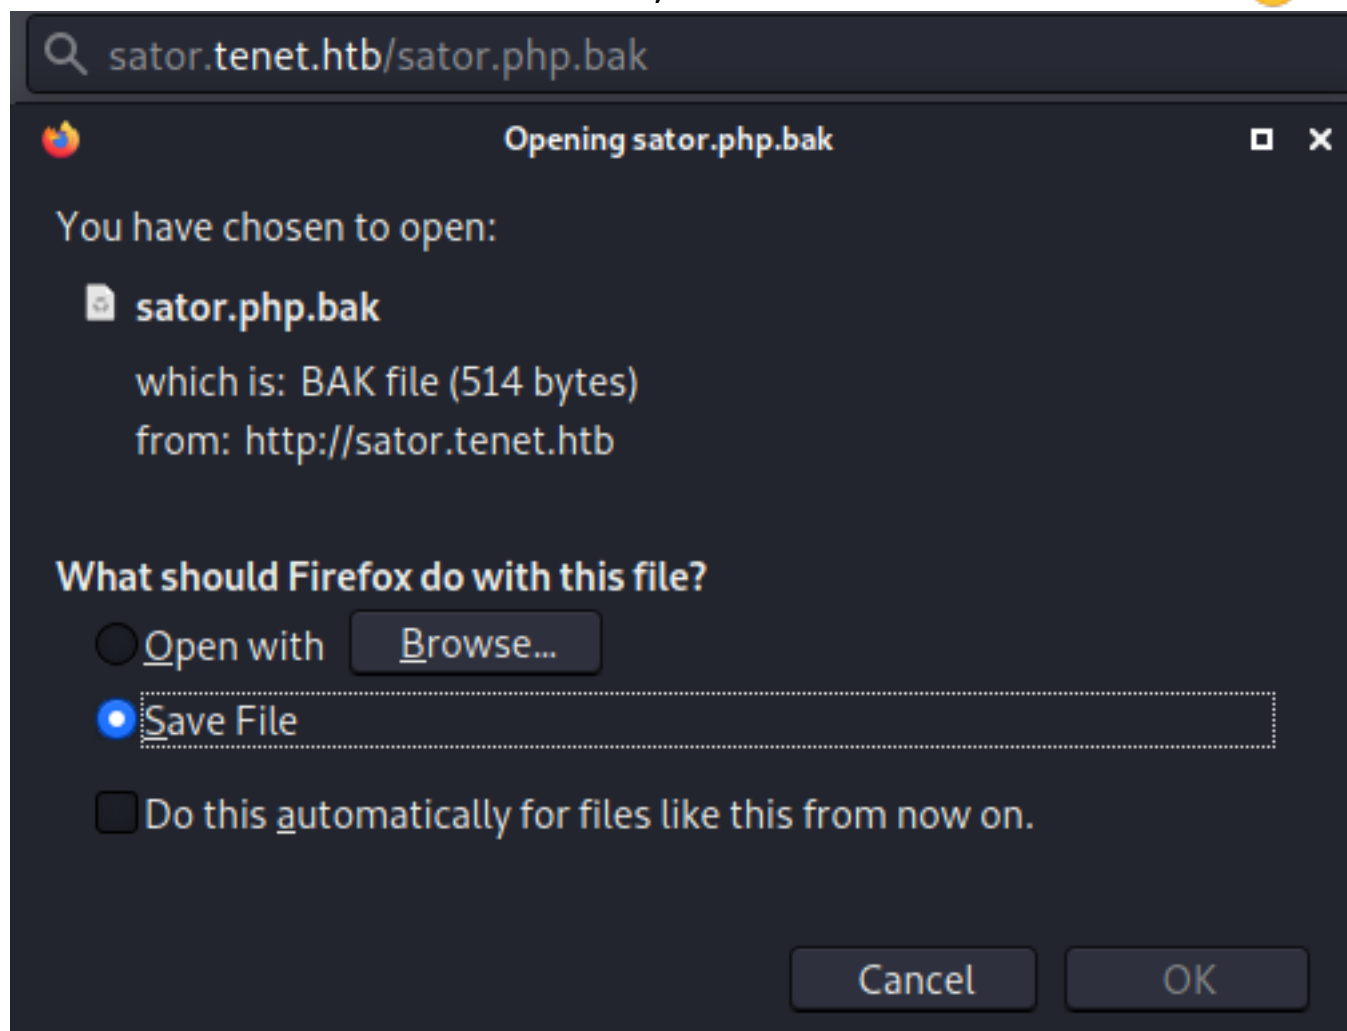 sator.tenet.htb/sator.php.bak
Opening sator.php.bak
You have chosen to open:
sator.php.bak
which is: BAK file (514 bytes)
from: http://sator.tenet.htb
What should Firefox do with this file?
Open with Browse...
Save File
Do this automatically for files like this from now on.
Cancel OK